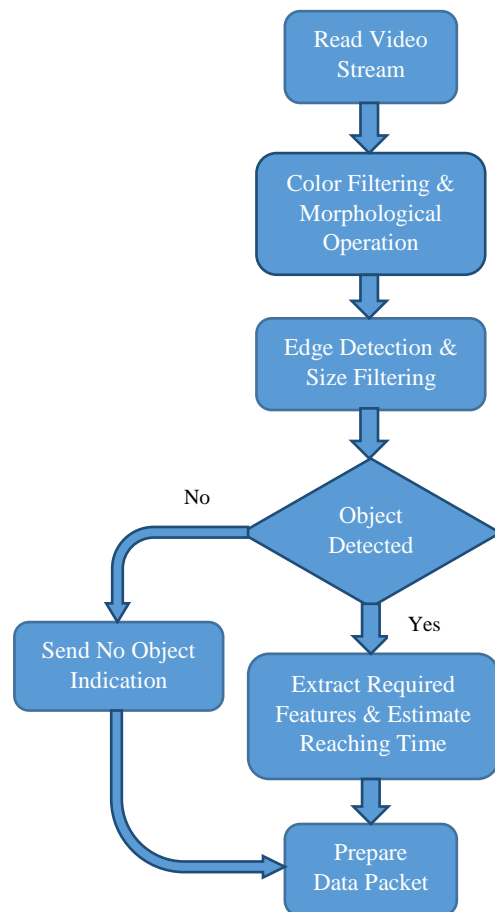 Read Video
Stream
Color Filtering &
Morphological
Operation
Edge Detection &
Size Filtering
Object
Detected
No
Yes
Send No Object
Indication
Extract Required
Features & Estimate
Reaching Time
Prepare
Data Packet